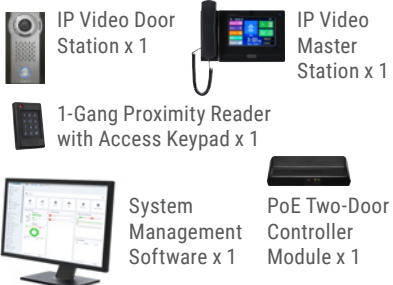 IP Video Door
Station x 1
IP Video
Master
Station x 1
1-Gang Proximity Reader
with Access Keypad x 1
System
Management
Software x 1
PoE Two-Door
Controller
Module x 1